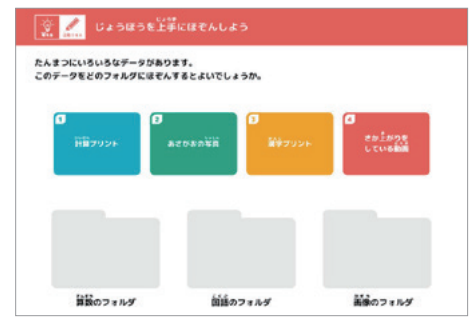 じょうほうを上手にほぞんしよう
たんまつにいろいろなデータがあります。
このデータをどのフォルダにほぞんするとよいでしょうか。
1
計算プリント
2
あさがおの写真
3
漢字プリント
4
さか上がりを
している動画
算数のフォルダ
国語のフォルダ
画像のフォルダ